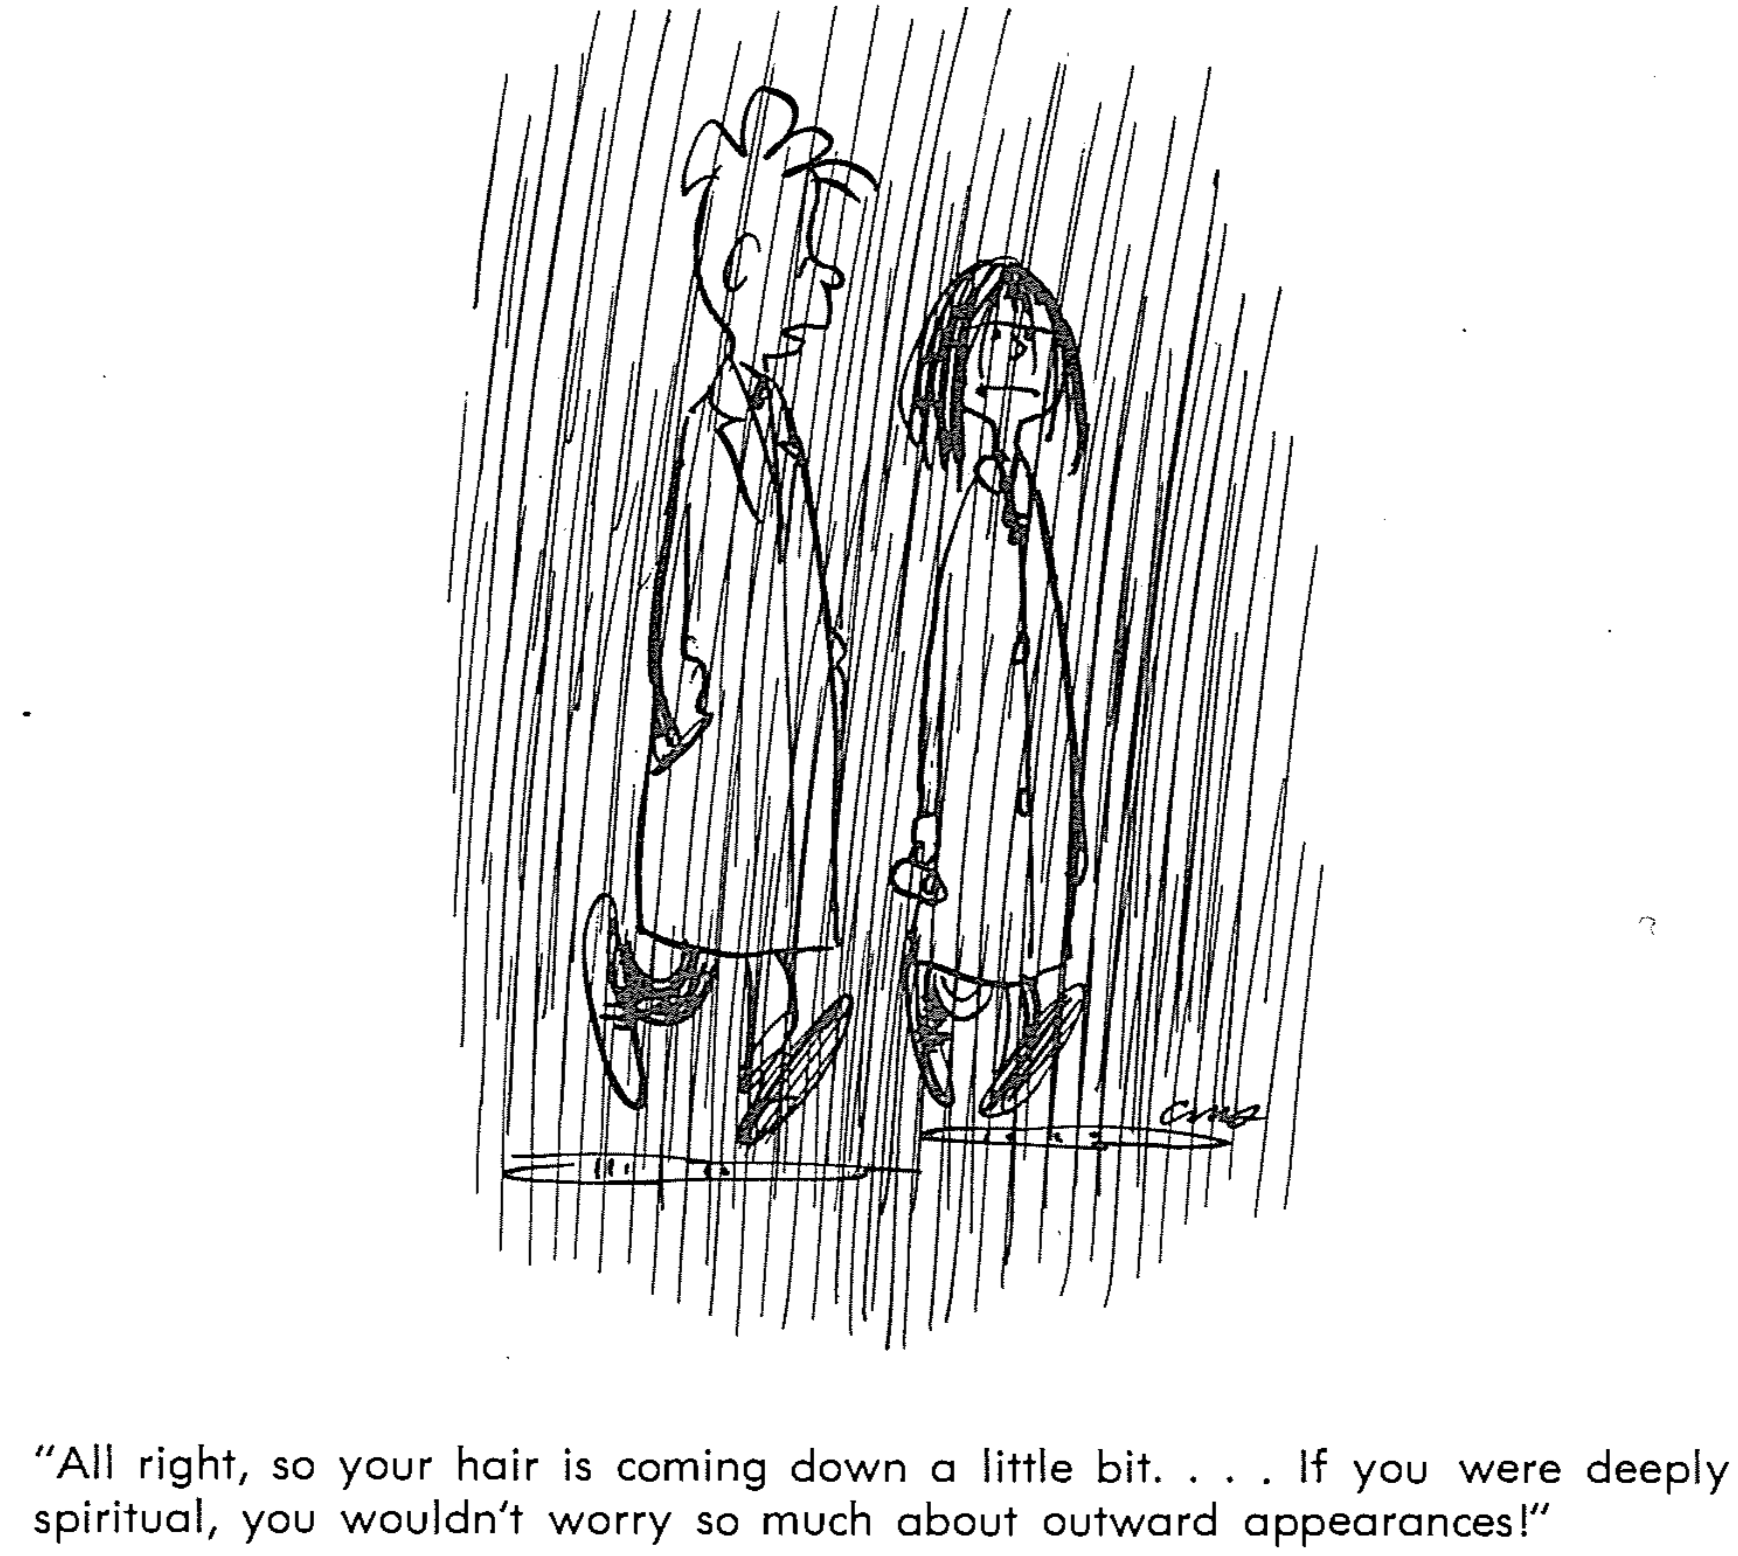 “All right, so your hair is coming down a little bit. . . . If you were deeply
spiritual, you wouldn’t worry so much about outward appearances!”